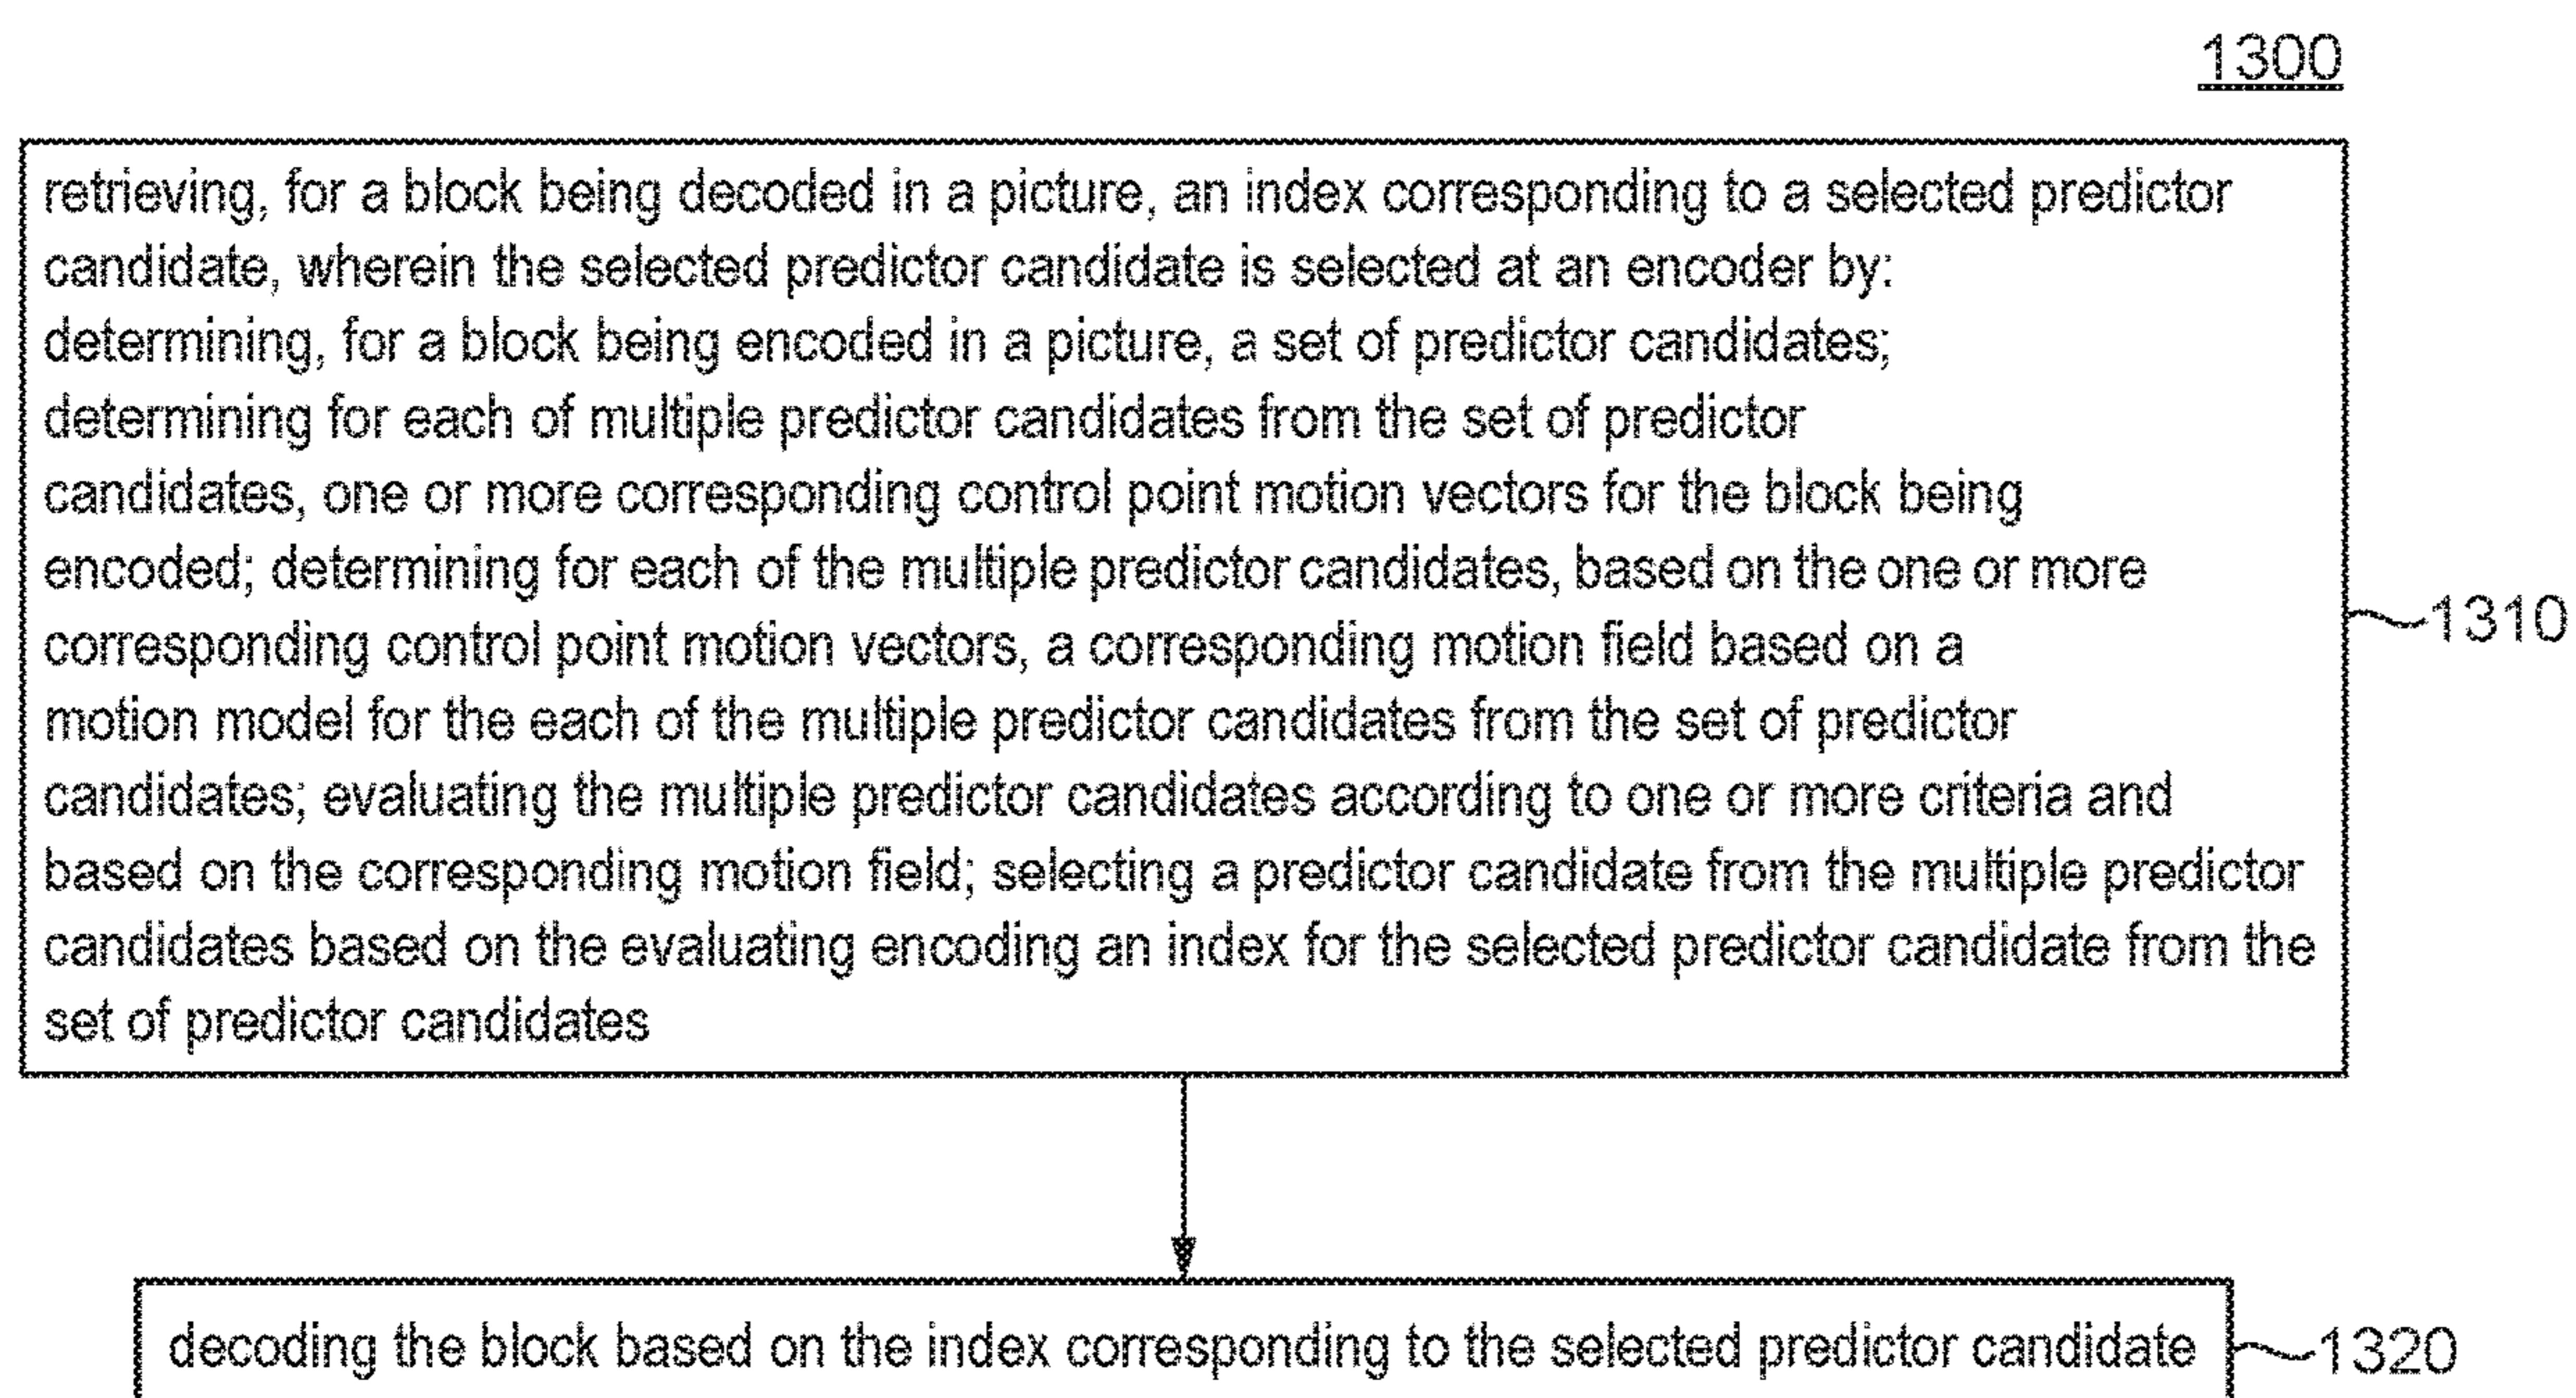 1300
retrieving, for a block being decoded in a picture, an index corresponding to a selected predictor
candidate, wherein the selected predictor candidate is selected at an encoder by:
determining, for a block being encoded in a picture, a set of predictor candidates;
determining for each of multiple predictor candidates from the set of predictor
candidates, one or more corresponding control point motion vectors for the block being
encoded; determining for each of the multiple predictor candidates, based on the one or more
corresponding control point motion vectors, a corresponding motion field based on a
motion model for the each of the multiple predictor candidates from the set of predictor
candidates; evaluating the multiple predictor candidates according to one or more criteria and
based on the corresponding motion field; selecting a predictor candidate from the multiple predictor
candidates based on the evaluating encoding an index for the selected predictor candidate from the
set of predictor candidates
1310
decoding the block based on the index corresponding to the selected predictor candidate
1320